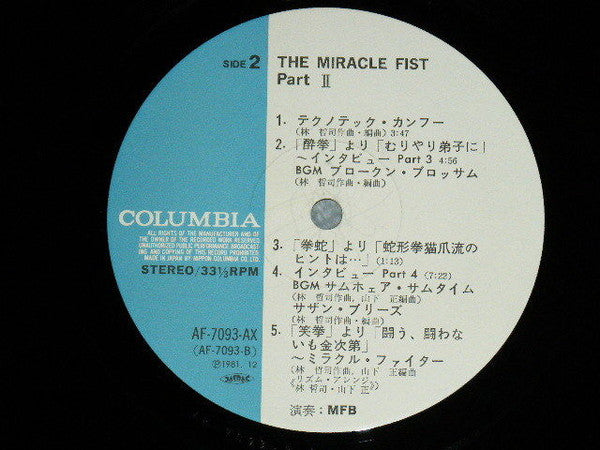 SIDE 2
THE MIRACLE FIST
Part Ⅱ
1. テクノテック・カンフー
(林 哲司作曲・編曲) 3:47
2. 「酔拳」より「むりやり弟子に」
〜インタビュー Part 3 4:56
BGM ブロークン・ブロッサム
(林 哲司作曲・編曲)
3. 「拳蛇」より「蛇形拳猫爪流の
ヒントは…」(1:13)
4. インタビュー Part 4 (7:22)
BGM サムホェア・サムタイム
(林 哲司作曲、山下 正編曲)
サザン・ブリーズ
(林 哲司作曲・編曲)
5. 「笑拳」より「闘う、闘わない
も金次第」
〜ミラクル・ファイター
(林 哲司作曲、山下 正編曲
《リズム・アレンジ》
林 哲司・山下 正)
演奏:MFB
COLUMBIA
ALL RIGHTS OF THE MANUFACTURER AND OF
THE OWNER OF THE RECORDED WORK RESERVED
UNAUTHORIZED PUBLIC PERFORMANCE BROADCAST-
ING AND COPYING OF THIS RECORD PROHIBITED.
MADE IN JAPAN BY NIPPON COLUMBIA CO. LTD.
STEREO/33⅓RPM
AF-7093-AX
(AF-7093-B)
Ⓟ1981. 12